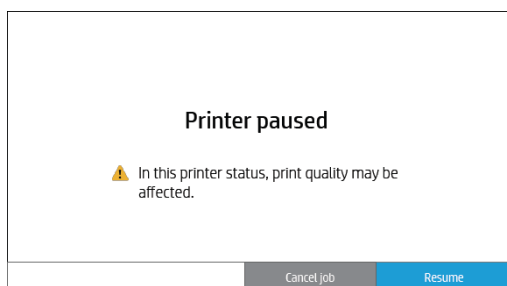 Printer paused
In this printer status, print quality may be
affected.
Cancel job
Resume